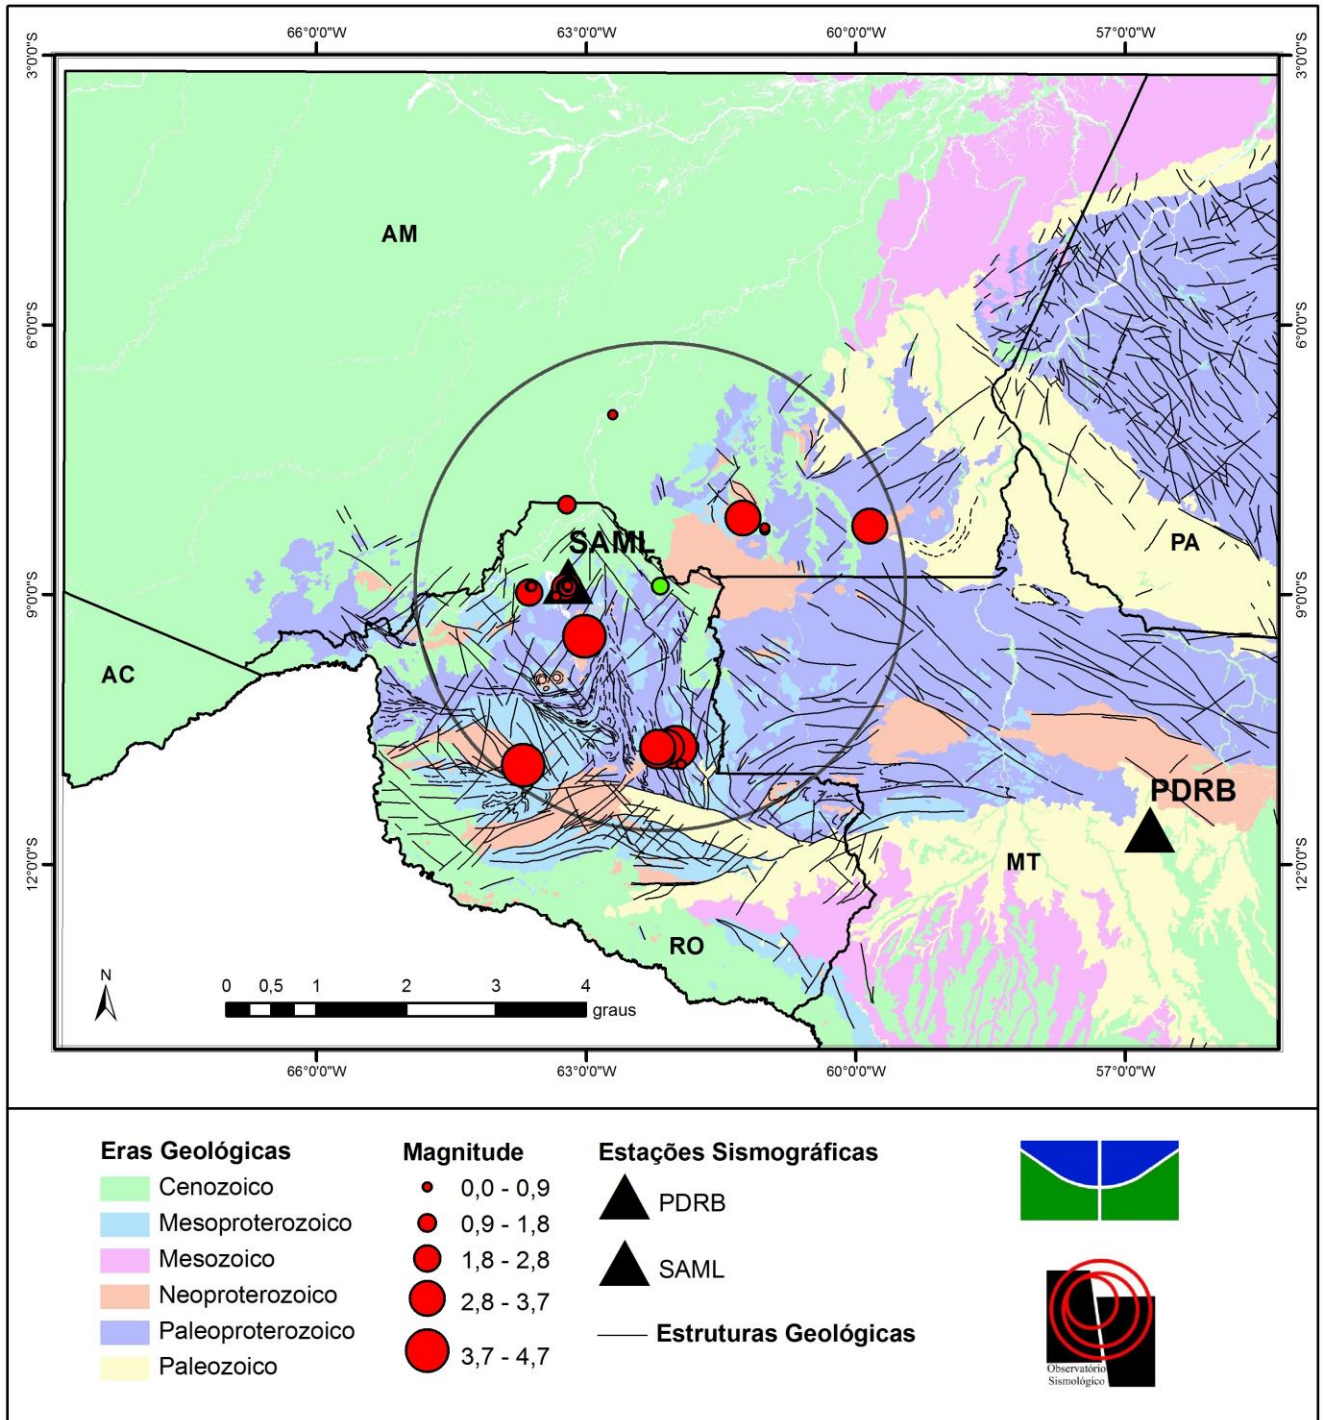 66°0'0"W 63°0'0"W 60°0'0"W 57°0'0"W
3°0'0"S 3°0'0"S
AM
6°0'0"S 6°0'0"S
SAML
PA
9°0'0"S 9°0'0"S
AC
PDRB
MT
12°0'0"S 12°0'0"S
RO
N
0 0,5 1 2 3 4
graus
66°0'0"W 63°0'0"W 60°0'0"W 57°0'0"W
Eras Geológicas
Cenozoico
Mesoproterozoico
Mesozoico
Neoproterozoico
Paleoproterozoico
Paleozoico
Magnitude
0,0 - 0,9
0,9 - 1,8
1,8 - 2,8
2,8 - 3,7
3,7 - 4,7
Estações Sismográficas
PDRB
SAML
Estruturas Geológicas
Observatório
Sismológico